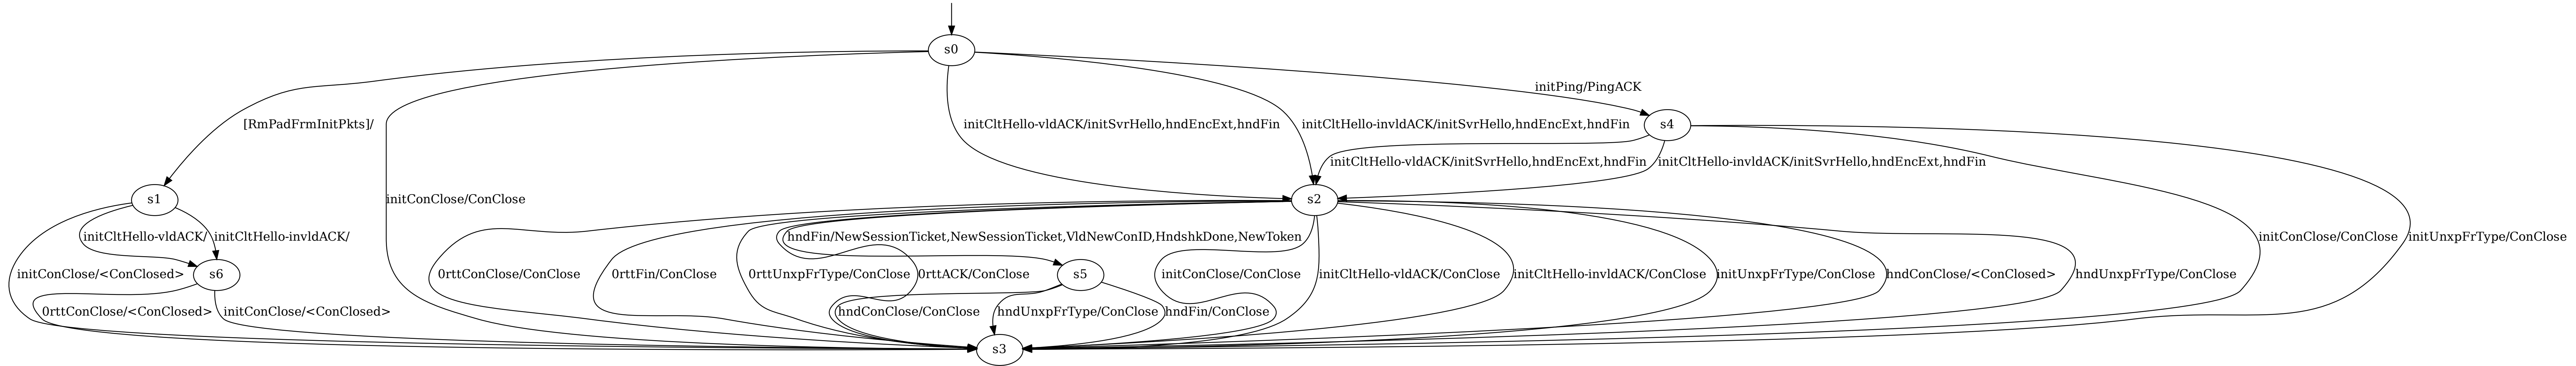 s0
initPing/PingACK
s4
[RmPadFrmInitPkts]/
initCltHello-vldACK/initSvrHello,hndEncExt,hndFin
initCltHello-invldACK/initSvrHello,hndEncExt,hndFin
initCltHello-vldACK/initSvrHello,hndEncExt,hndFin
initCltHello-invldACK/initSvrHello,hndEncExt,hndFin
s1
initConClose/ConClose
s2
initCltHello-vldACK/
initCltHello-invldACK/
hndFin/NewSessionTicket,NewSessionTicket,VldNewConID,HndshkDone,NewToken
initConClose/ConClose
initUnxpFrType/ConClose
initConClose/<ConClosed>
s6
0rttConClose/ConClose
0rttFin/ConClose
0rttUnxpFrType/ConClose
0rttACK/ConClose
s5
initConClose/ConClose
initCltHello-vldACK/ConClose
initCltHello-invldACK/ConClose
initUnxpFrType/ConClose
hndConClose/<ConClosed>
hndUnxpFrType/ConClose
0rttConClose/<ConClosed>
initConClose/<ConClosed>
hndConClose/ConClose
hndUnxpFrType/ConClose
hndFin/ConClose
s3